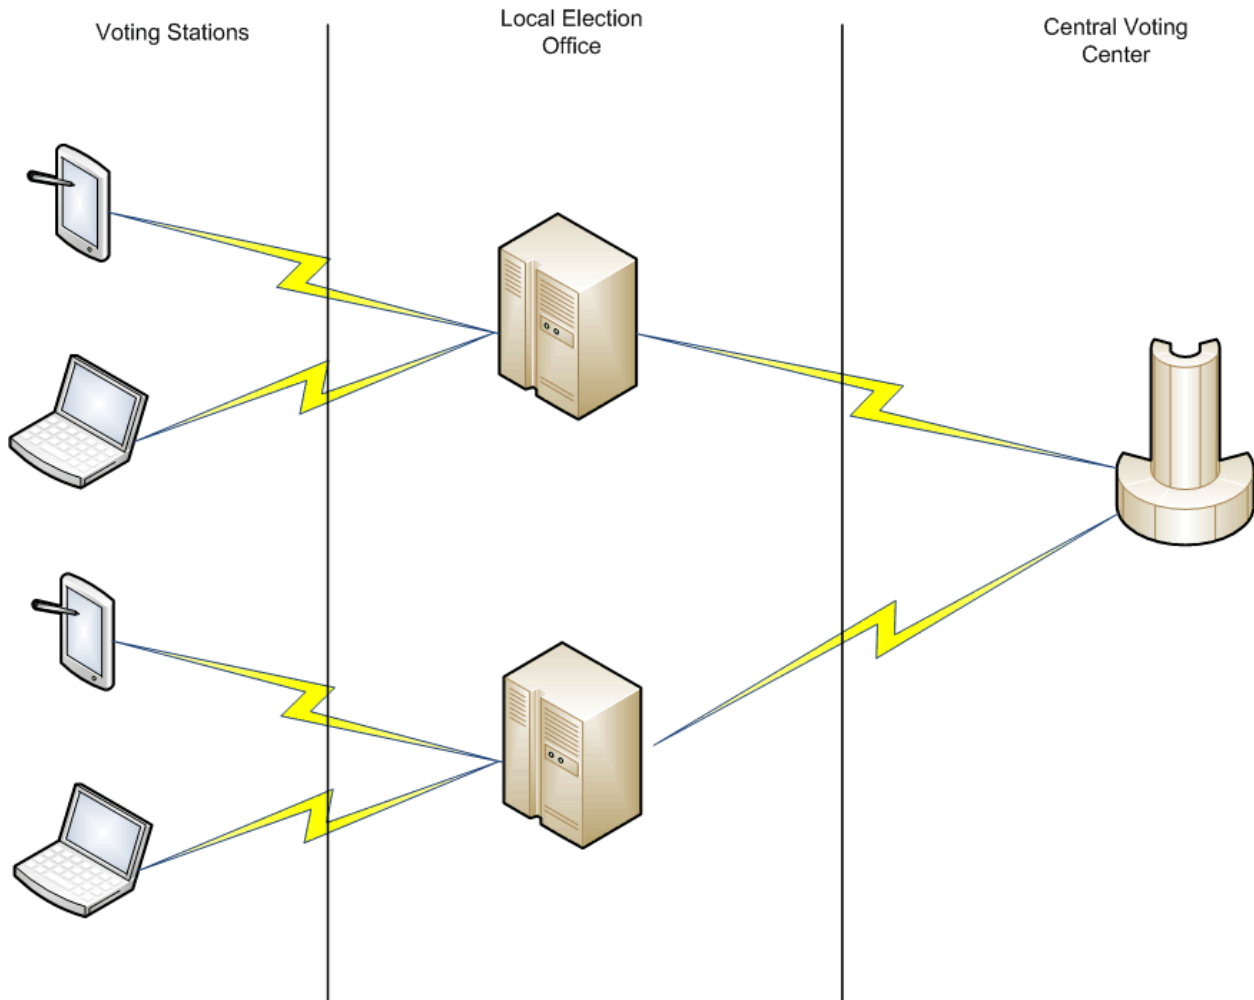 Voting Stations
Local Election
Office
Central Voting
Center